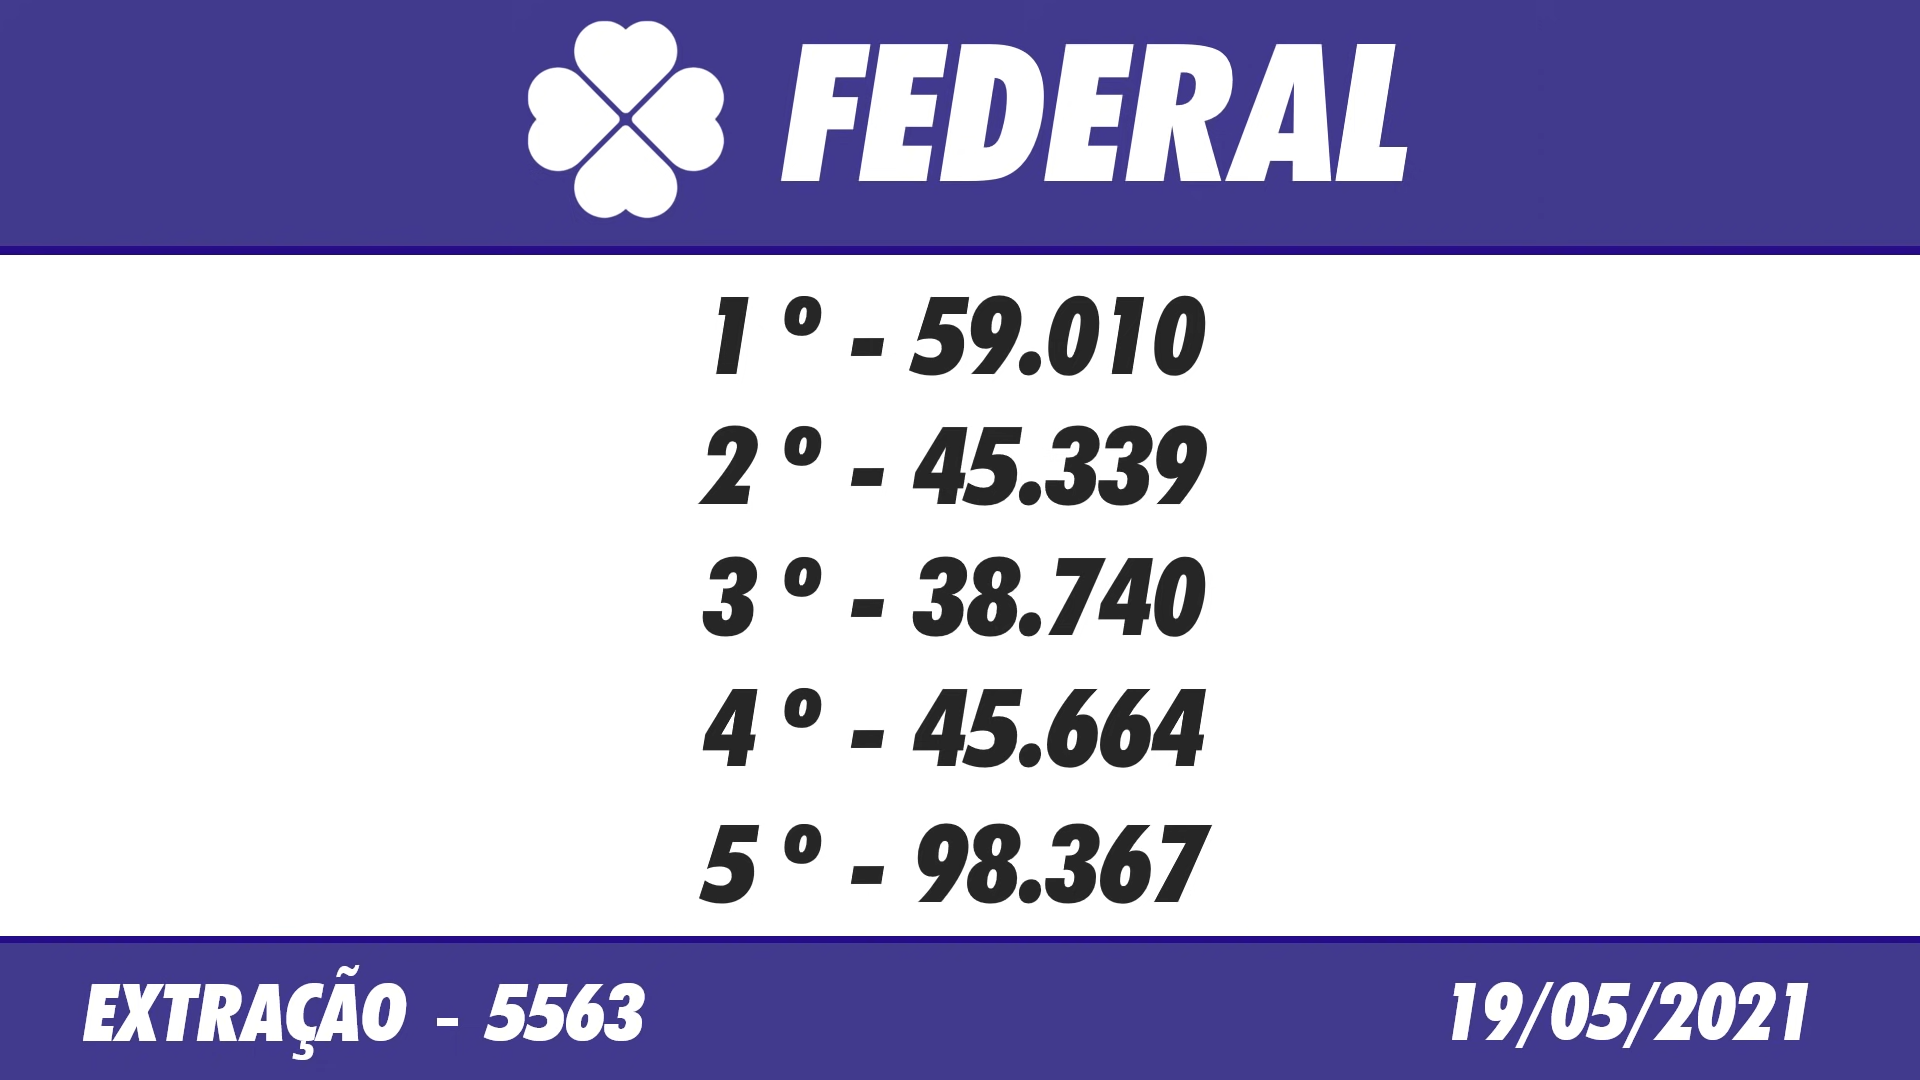 FEDERAL
1 º - 59.010
2 º - 45.339
3 º - 38.740
4 º - 45.664
5 º - 98.367
EXTRAÇÃO - 5563
19/05/2021